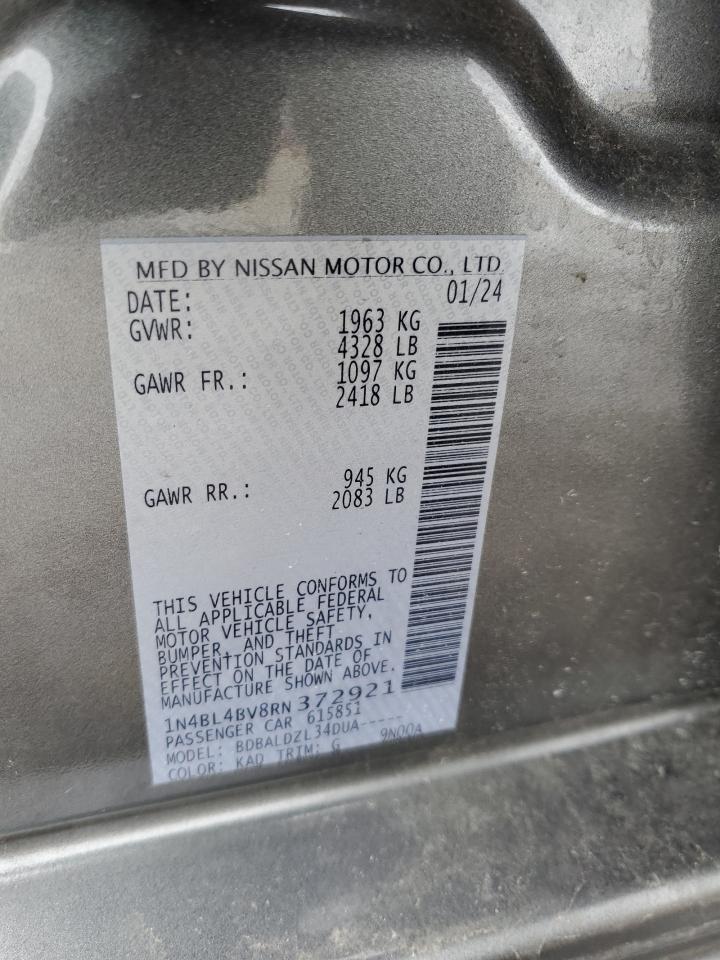 MFD BY NISSAN MOTOR CO., LTD.
DATE: 01/24
GVWR: 1963 KG
4328 LB
GAWR FR.: 1097 KG
2418 LB
GAWR RR.: 945 KG
2083 LB
THIS VEHICLE CONFORMS TO
ALL APPLICABLE FEDERAL
MOTOR VEHICLE SAFETY,
BUMPER, AND THEFT
PREVENTION STANDARDS IN
EFFECT ON THE DATE OF
MANUFACTURE SHOWN ABOVE.
1N4BL4BV8RN372921
PASSENGER CAR 615851
MODEL: BDBALDZL34DUA-----
COLOR: KAD TRIM: G 9N00A